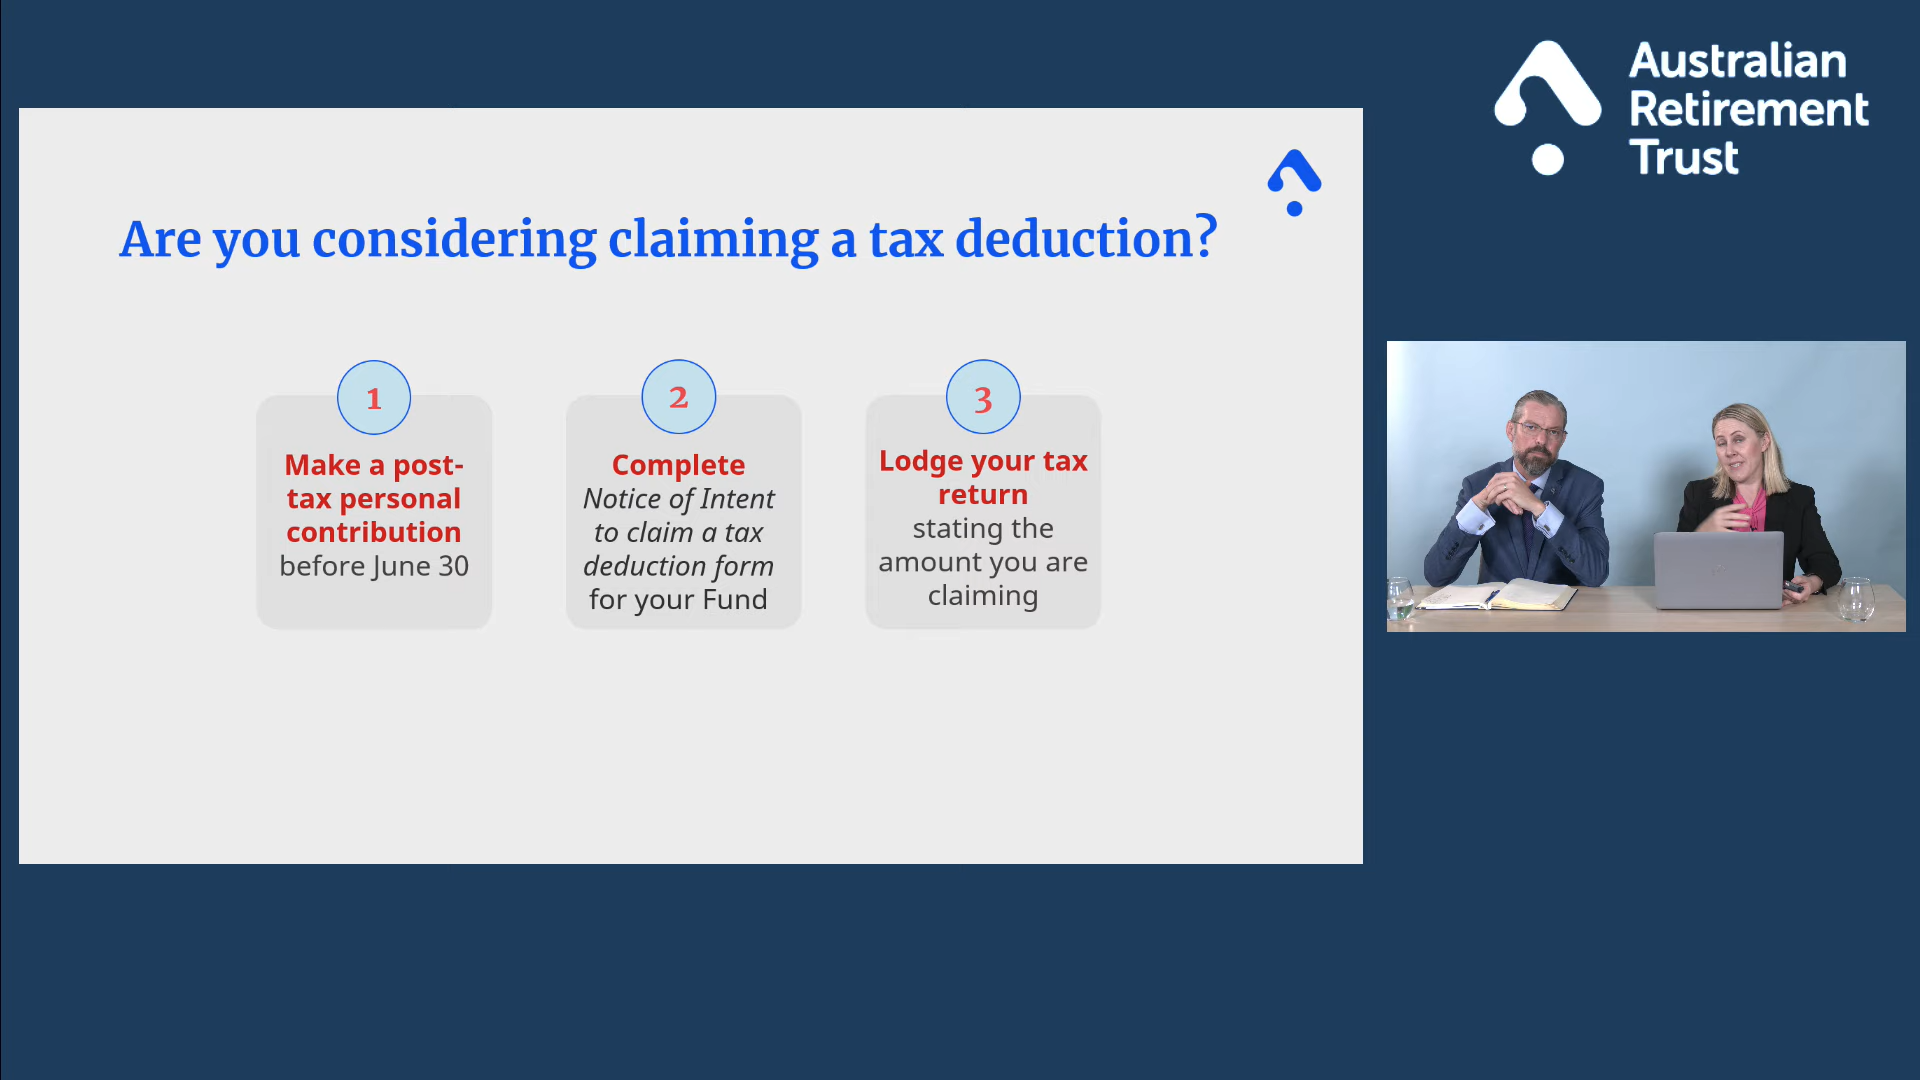 Australian
Retirement
Trust
Are you considering claiming a tax deduction?
1
Make a post-
tax personal
contribution
before June 30
2
Complete
Notice of Intent
to claim a tax
deduction form
for your Fund
3
Lodge your tax
return
stating the
amount you are
claiming